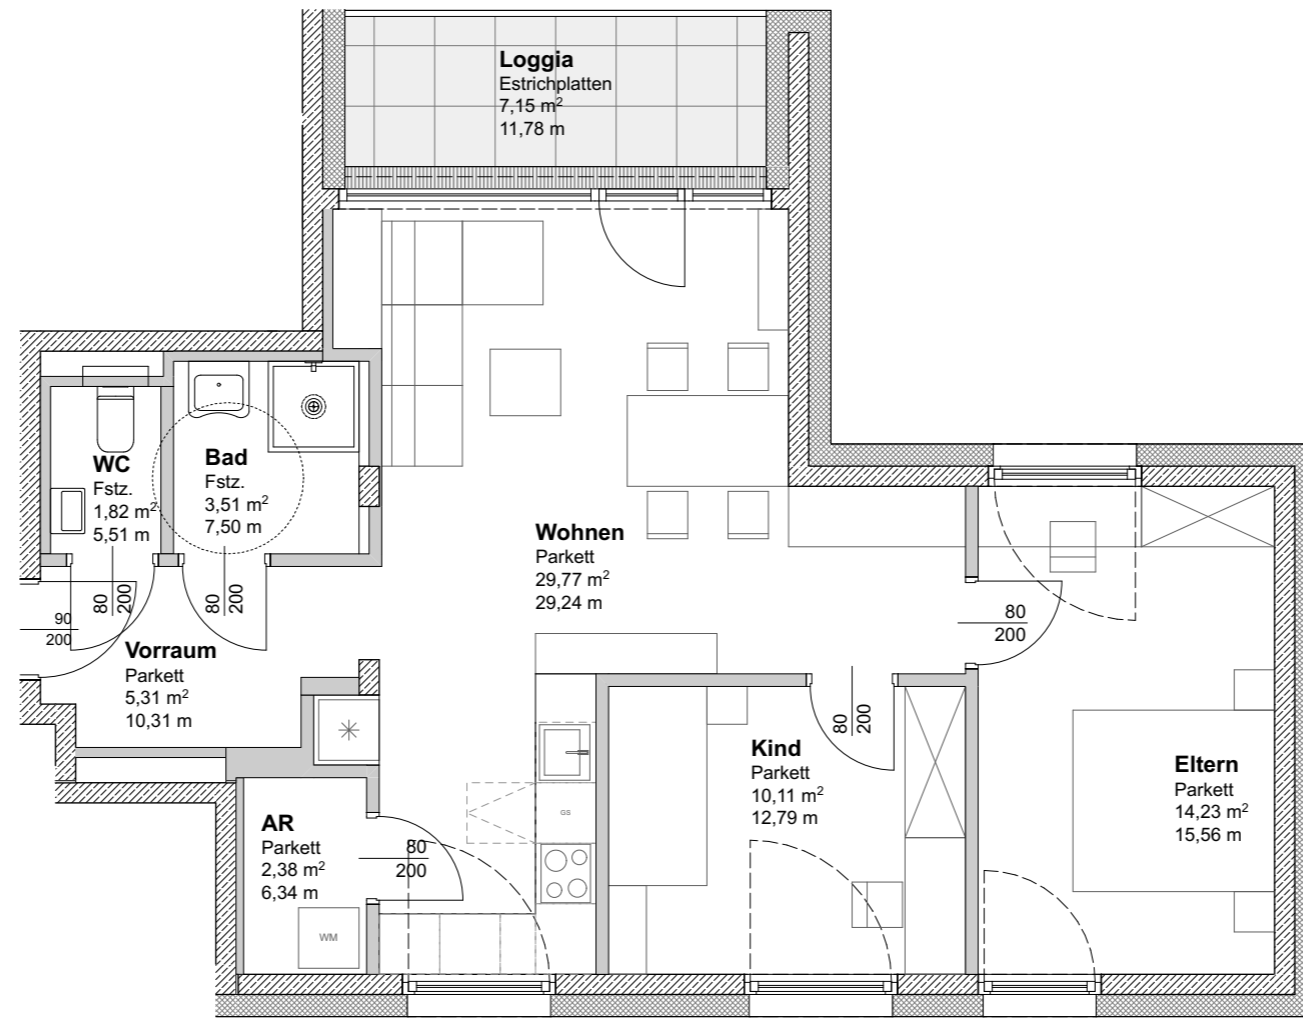 Loggia
Estrichplatten
7,15 m²
11,78 m
WC
Fstz.
1,82 m²
5,51 m
Bad
Fstz.
3,51 m²
7,50 m
Wohnen
Parkett
29,77 m²
29,24 m
80
200
80
200
90
200
Vorraum
Parkett
5,31 m²
10,31 m
80
200
80
200
Kind
Parkett
10,11 m²
12,79 m
Eltern
Parkett
14,23 m²
15,56 m
GS
AR
Parkett
2,38 m²
6,34 m
80
200
WM